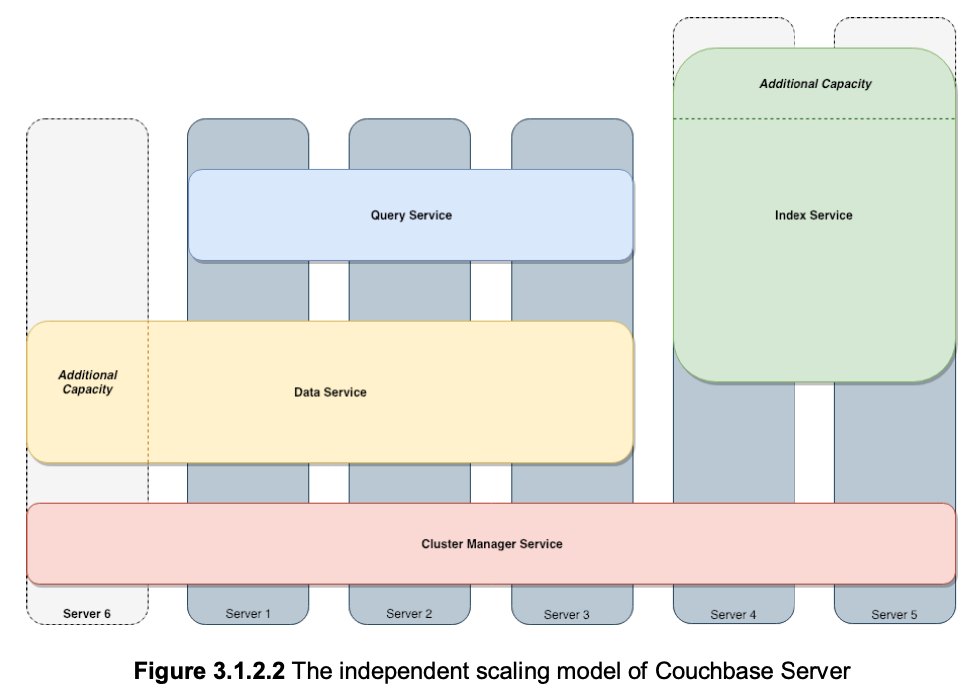 Additional Capacity
Query Service
Index Service
Additional
Capacity
Data Service
Cluster Manager Service
Server 6
Server 1
Server 2
Server 3
Server 4
Server 5
Figure 3.1.2.2 The independent scaling model of Couchbase Server